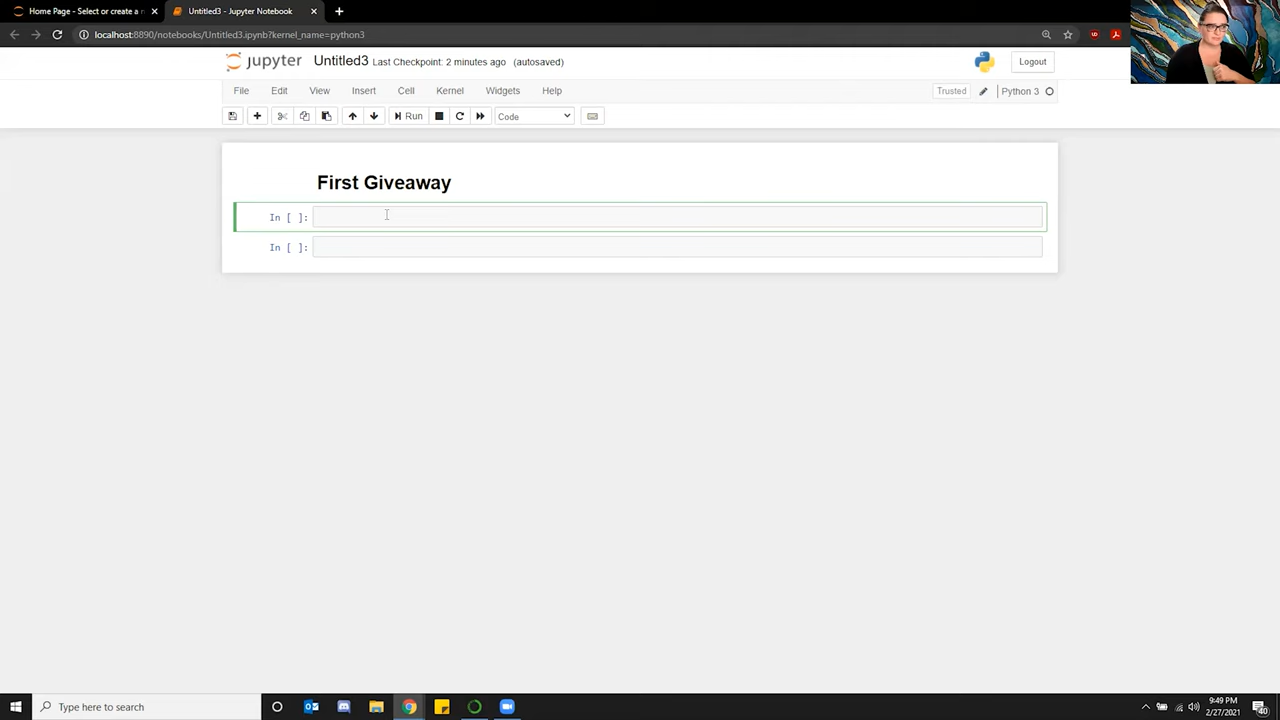 Home Page - Select or create a n
Untitled3 - Jupyter Notebook
localhost:8890/notebooks/Untitled3.ipynb?kernel_name=python3
jupyter Untitled3 Last Checkpoint: 2 minutes ago (autosaved)
Logout
File Edit View Insert Cell Kernel Widgets Help
Trusted
Python 3
Run
Code
First Giveaway
In [ ]:
In [ ]:
Type here to search
9:49 PM
2/27/2021
40